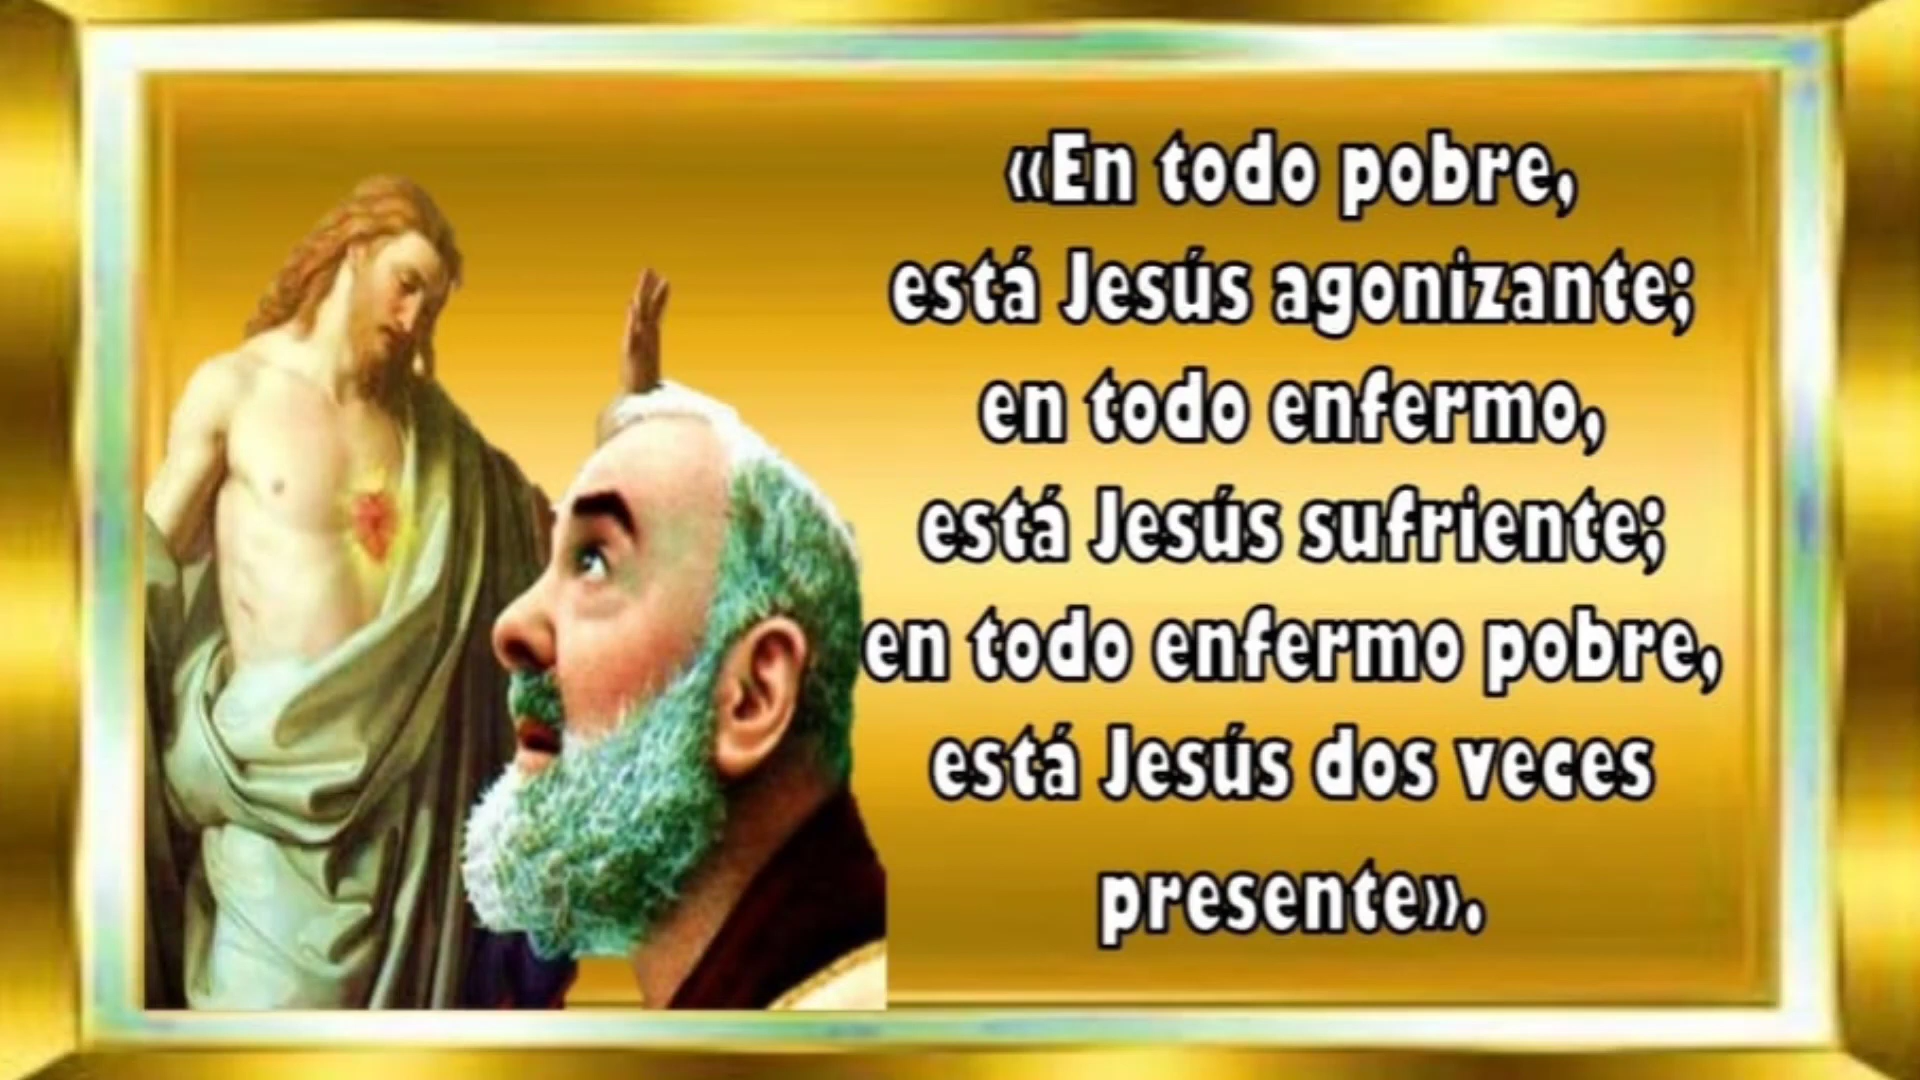 «En todo pobre,
está Jesús agonizante;
en todo enfermo,
está Jesús sufriente;
en todo enfermo pobre,
está Jesús dos veces
presente».